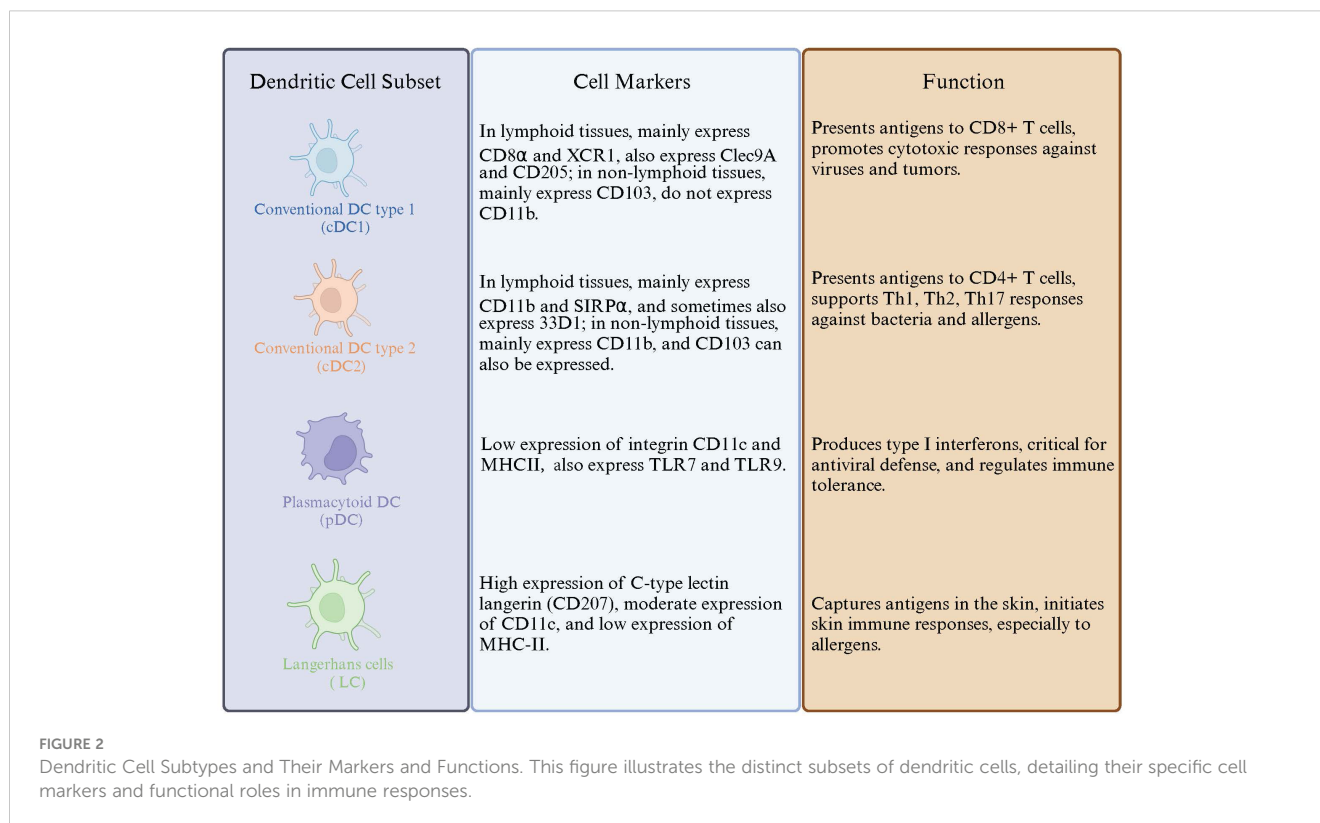 Dendritic Cell Subset
Cell Markers
Function
Conventional DC type 1
(cDC1)
In lymphoid tissues, mainly express
CD8α and XCR1, also express Clec9A
and CD205; in non-lymphoid tissues,
mainly express CD103, do not express
CD11b.
Presents antigens to CD8+ T cells,
promotes cytotoxic responses against
viruses and tumors.
Conventional DC type 2
(cDC2)
In lymphoid tissues, mainly express
CD11b and SIRPα, and sometimes also
express 33D1; in non-lymphoid tissues,
mainly express CD11b, and CD103 can
also be expressed.
Presents antigens to CD4+ T cells,
supports Th1, Th2, Th17 responses
against bacteria and allergens.
Plasmacytoid DC
(pDC)
Low expression of integrin CD11c and
MHCII, also express TLR7 and TLR9.
Produces type I interferons, critical for
antiviral defense, and regulates immune
tolerance.
Langerhans cells
( LC)
High expression of C-type lectin
langerin (CD207), moderate expression
of CD11c, and low expression of
MHC-II.
Captures antigens in the skin, initiates
skin immune responses, especially to
allergens.
FIGURE 2
Dendritic Cell Subtypes and Their Markers and Functions. This figure illustrates the distinct subsets of dendritic cells, detailing their specific cell
markers and functional roles in immune responses.